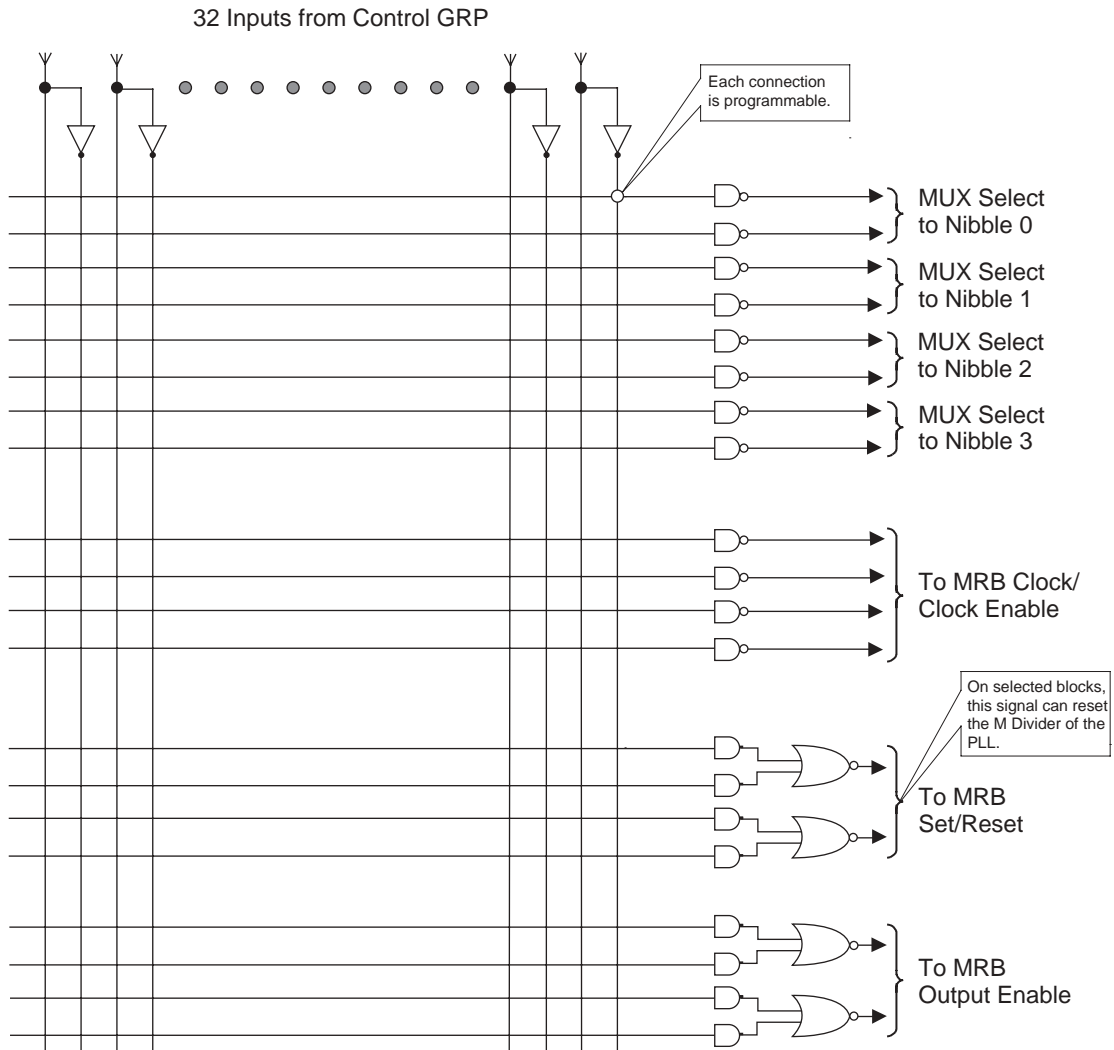 32 Inputs from Control GRP
Each connection
is programmable.
MUX Select
to Nibble 0
MUX Select
to Nibble 1
MUX Select
to Nibble 2
MUX Select
to Nibble 3
To MRB Clock/
Clock Enable
On selected blocks,
this signal can reset
the M Divider of the
PLL.
To MRB
Set/Reset
To MRB
Output Enable